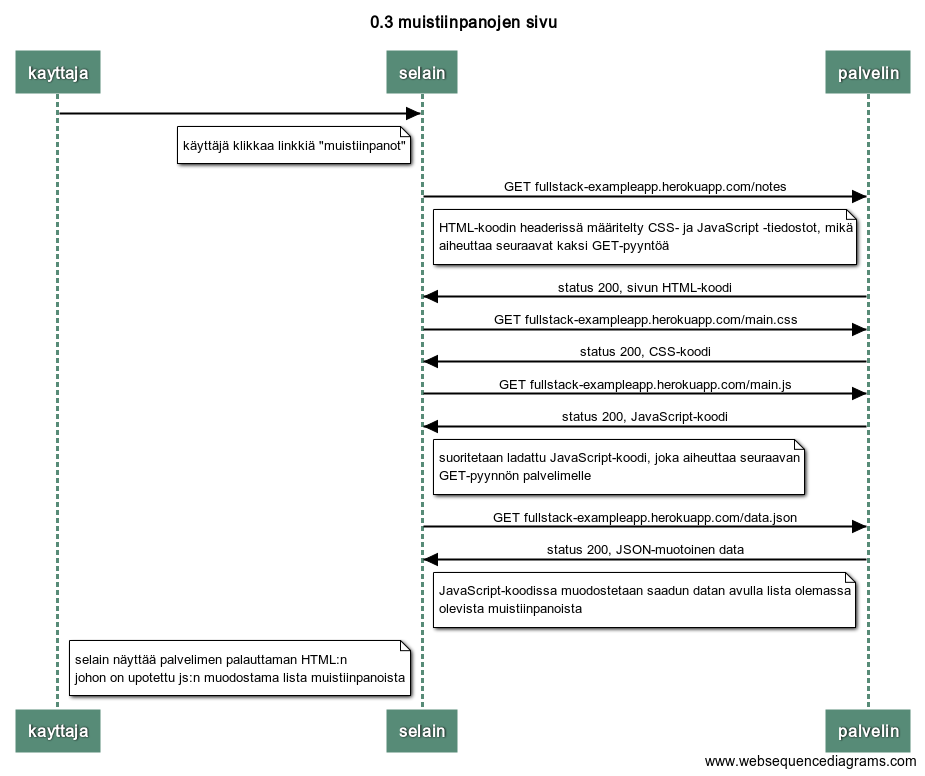 0.3 muistiinpanojen sivu
kayttaja
selain
palvelin
käyttäjä klikkaa linkkiä "muistiinpanot"
GET fullstack-exampleapp.herokuapp.com/notes
HTML-koodin headerissä määritelty CSS- ja JavaScript -tiedostot, mikä
aiheuttaa seuraavat kaksi GET-pyyntöä
status 200, sivun HTML-koodi
GET fullstack-exampleapp.herokuapp.com/main.css
status 200, CSS-koodi
GET fullstack-exampleapp.herokuapp.com/main.js
status 200, JavaScript-koodi
suoritetaan ladattu JavaScript-koodi, joka aiheuttaa seuraavan
GET-pyynnön palvelimelle
GET fullstack-exampleapp.herokuapp.com/data.json
status 200, JSON-muotoinen data
JavaScript-koodissa muodostetaan saadun datan avulla lista olemassa
olevista muistiinpanoista
selain näyttää palvelimen palauttaman HTML:n
johon on upotettu js:n muodostama lista muistiinpanoista
kayttaja
selain
palvelin
www.websequencediagrams.com